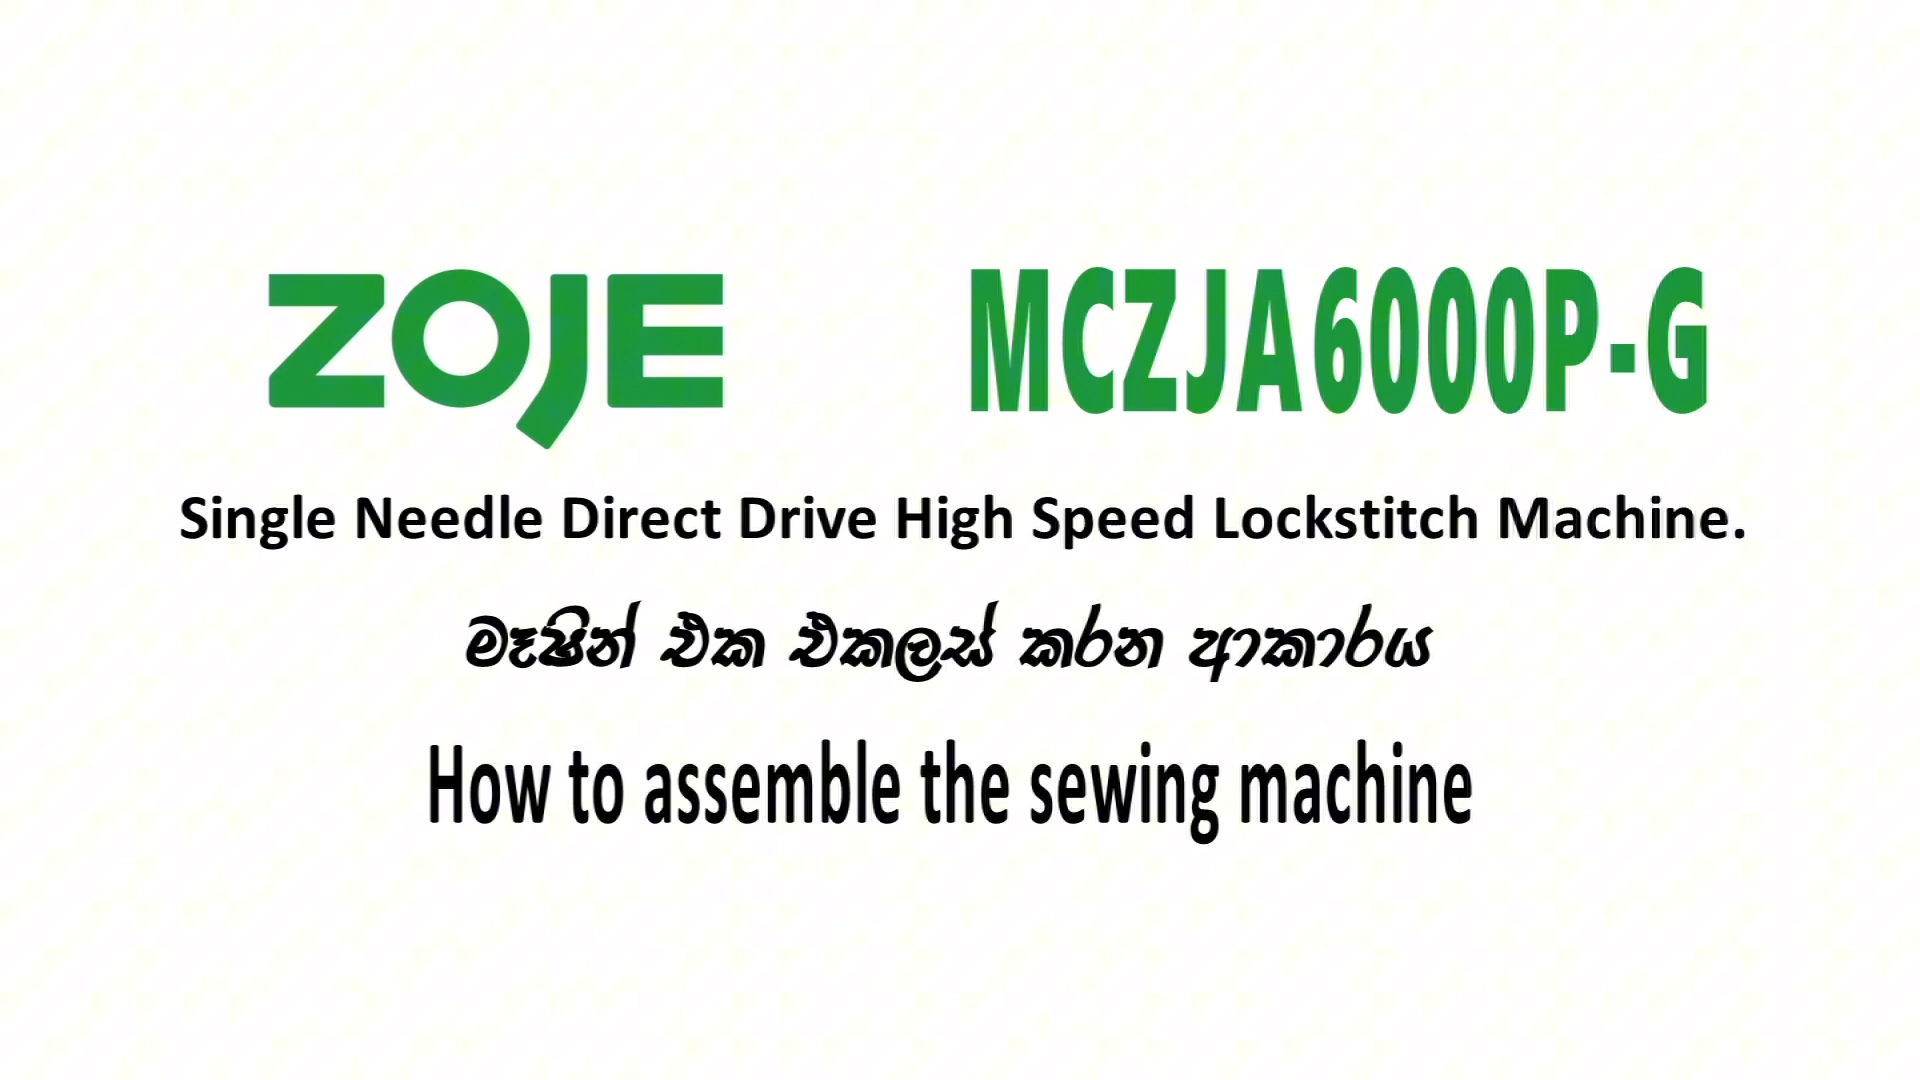 ZOJE MCZJA6000P-G
Single Needle Direct Drive High Speed Lockstitch Machine.
මැෂින් එක එකලස් කරන ආකාරය
How to assemble the sewing machine